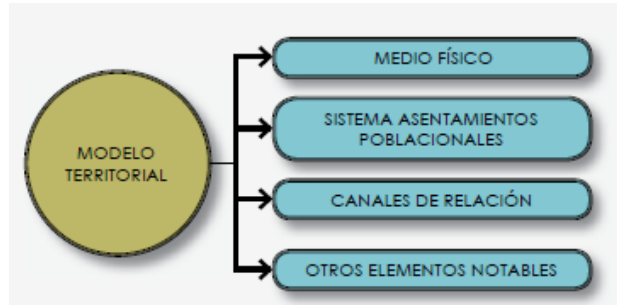 MODELO
TERRITORIAL
MEDIO FÍSICO
SISTEMA ASENTAMIENTOS
POBLACIONALES
CANALES DE RELACIÓN
OTROS ELEMENTOS NOTABLES